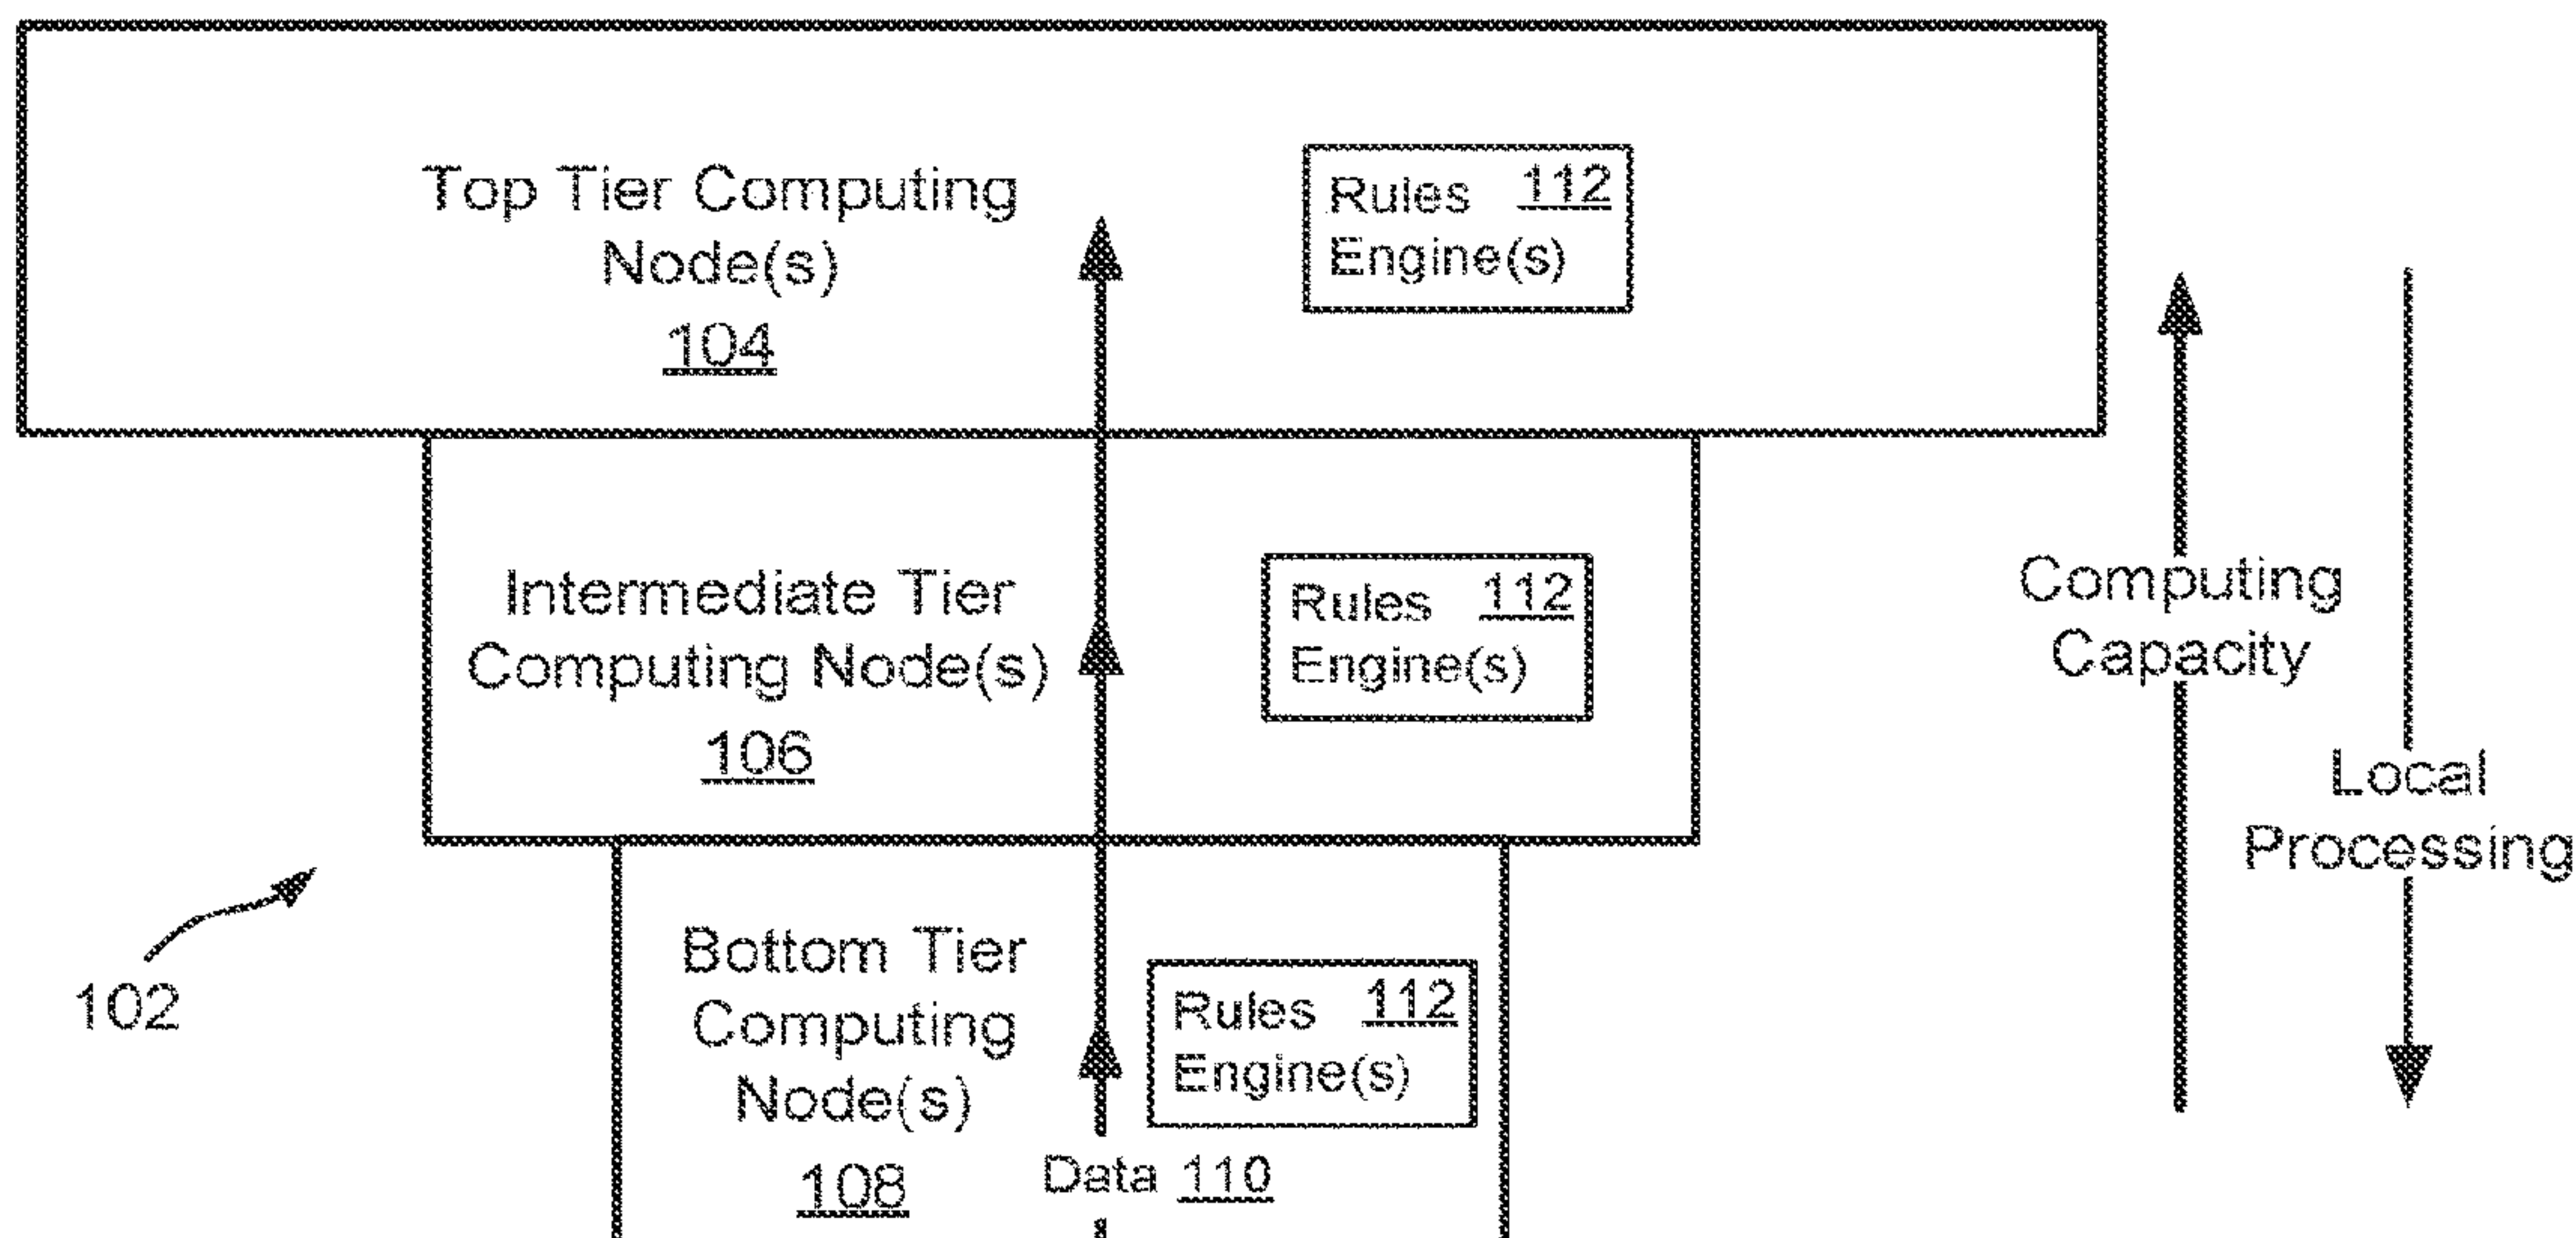 Top Tier Computing
Node(s)
104
Rules 112
Engine(s)
Intermediate Tier
Computing Node(s)
106
Rules 112
Engine(s)
Computing
Capacity
Local
Processing
102
Bottom Tier
Computing
Node(s)
108
Rules 112
Engine(s)
Data 110